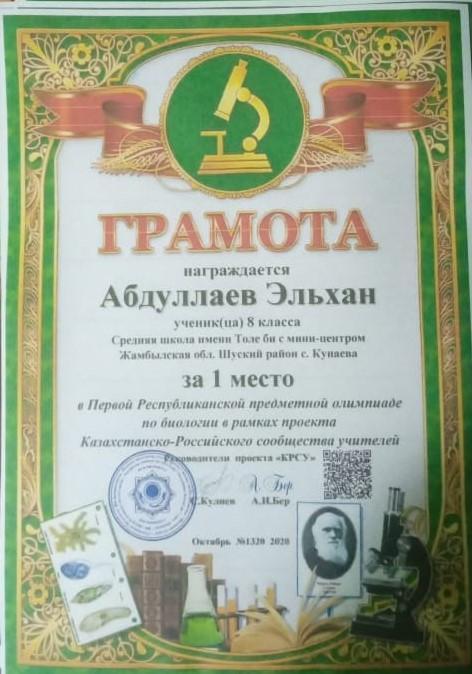 ГРАМОТА
награждается
Абдуллаев Эльхан
ученик(ца) 8 класса
Средняя школа имени Толе би с мини-центром
Жамбылская обл. Шуский район с. Кунаева
за 1 место
в Первой Республиканской предметной олимпиаде
по биологии в рамках проекта
Казахстанско-Российского сообщества учителей
Руководители проекта «КРСУ»
С.Кулиев А.И.Бер
Октябрь №1320 2020